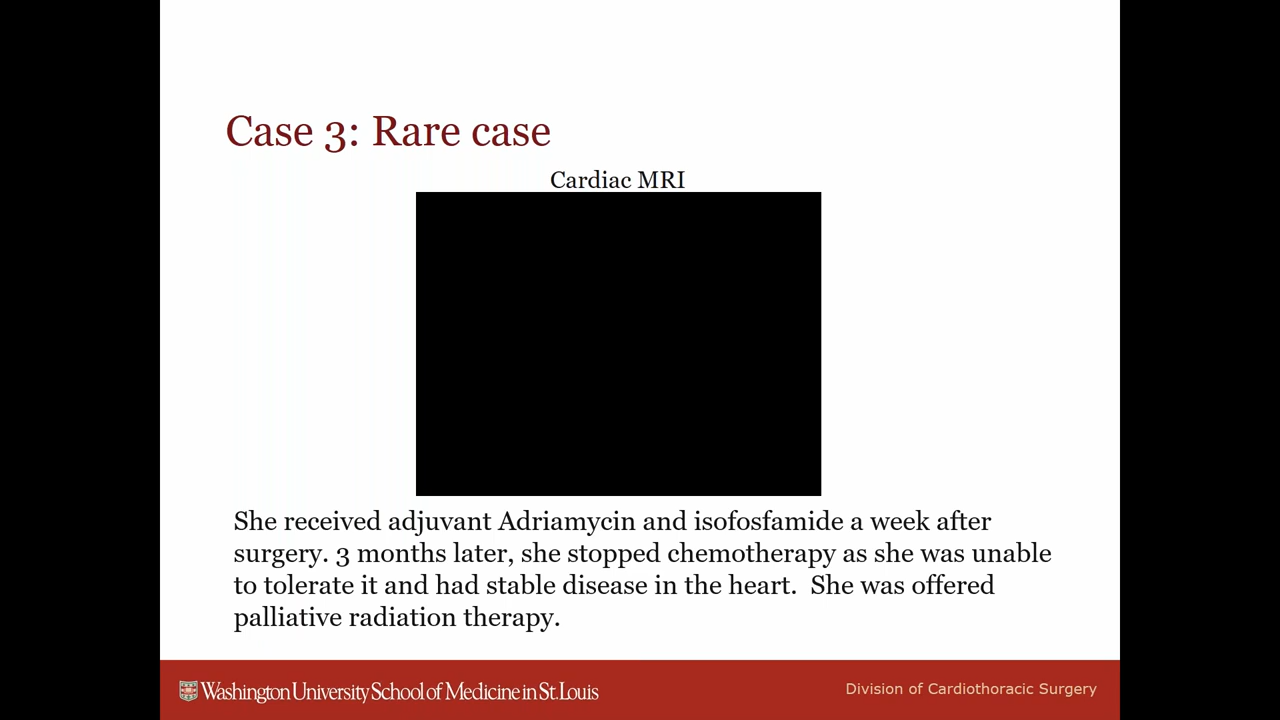 Case 3: Rare case
Cardiac MRI
She received adjuvant Adriamycin and isofosfamide a week after
surgery. 3 months later, she stopped chemotherapy as she was unable
to tolerate it and had stable disease in the heart.  She was offered
palliative radiation therapy.
Washington University School of Medicine in St. Louis
Division of Cardiothoracic Surgery